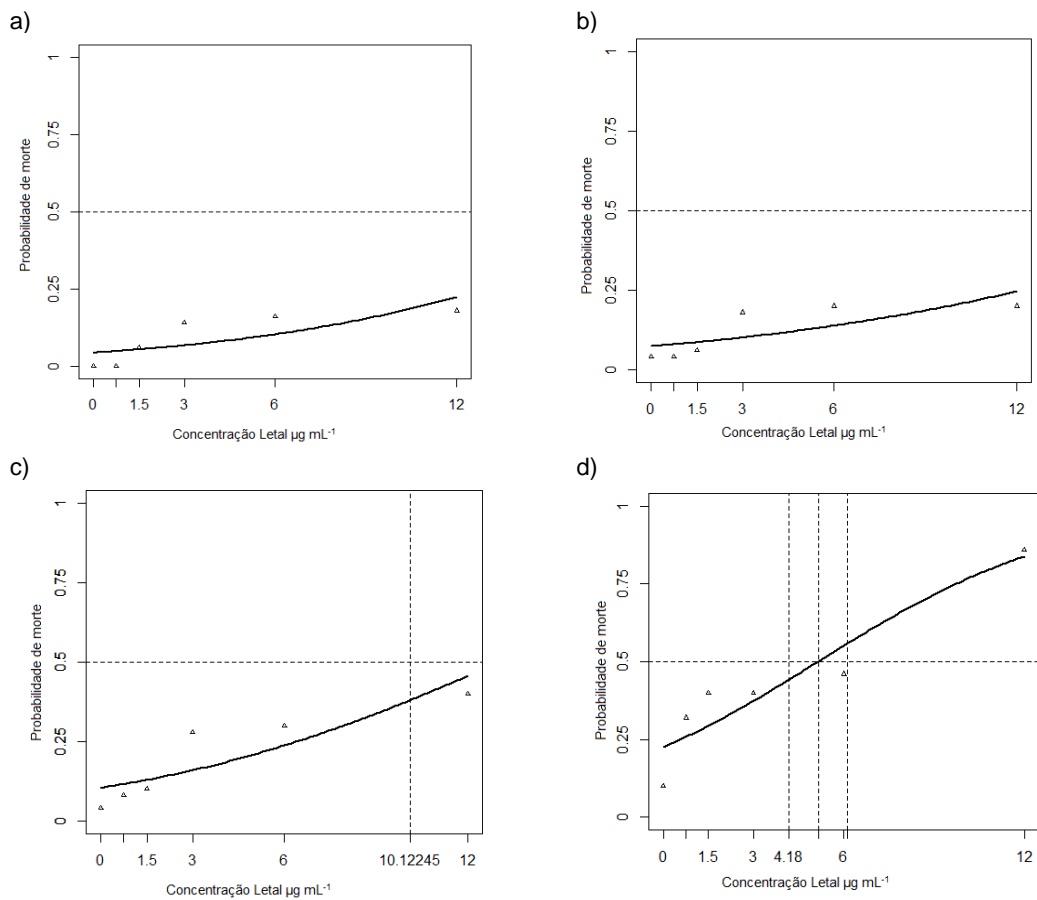 a)
1
0.75
0.5
0.25
0
Probabilidade de morte
0 1.5 3 6 12
Concentração Letal µg mL⁻¹
b)
1
0.75
0.5
0.25
0
Probabilidade de morte
0 1.5 3 6 12
Concentração Letal µg mL⁻¹
c)
1
0.75
0.5
0.25
0
Probabilidade de morte
0 1.5 3 6 10.12245 12
Concentração Letal µg mL⁻¹
d)
1
0.75
0.5
0.25
0
Probabilidade de morte
0 1.5 3 4.18 6 12
Concentração Letal µg mL⁻¹